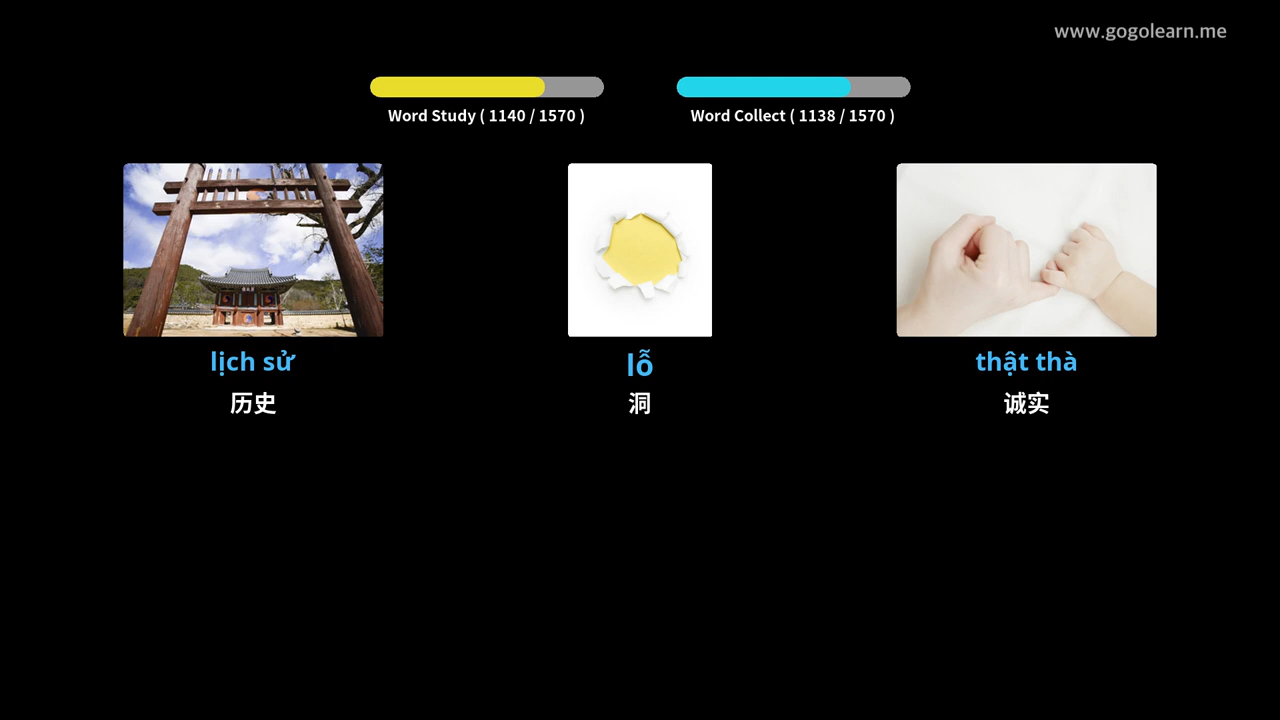 www.gogolearn.me
Word Study ( 1140 / 1570 )
Word Collect ( 1138 / 1570 )
lịch sử
历史
lỗ
洞
thật thà
诚实